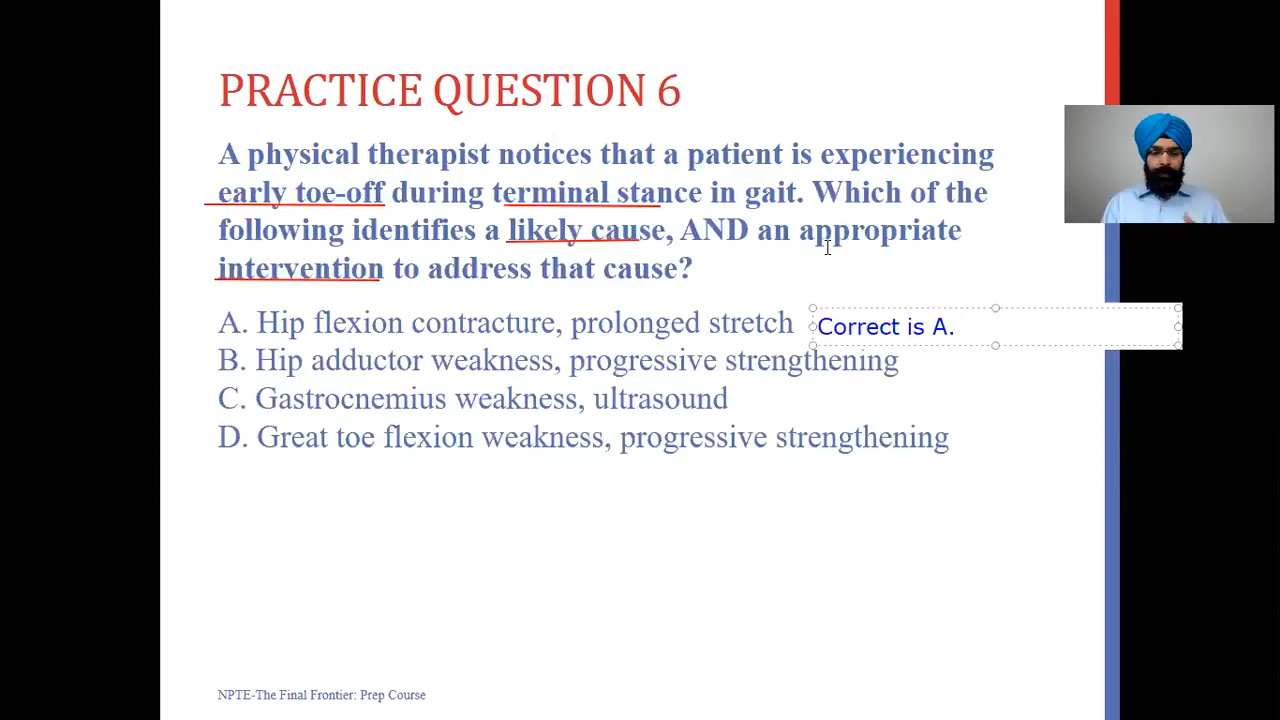 PRACTICE QUESTION 6
A physical therapist notices that a patient is experiencing
early toe-off during terminal stance in gait. Which of the
following identifies a likely cause, AND an appropriate
intervention to address that cause?
A. Hip flexion contracture, prolonged stretch
Correct is A.
B. Hip adductor weakness, progressive strengthening
C. Gastrocnemius weakness, ultrasound
D. Great toe flexion weakness, progressive strengthening
NPTE-The Final Frontier: Prep Course